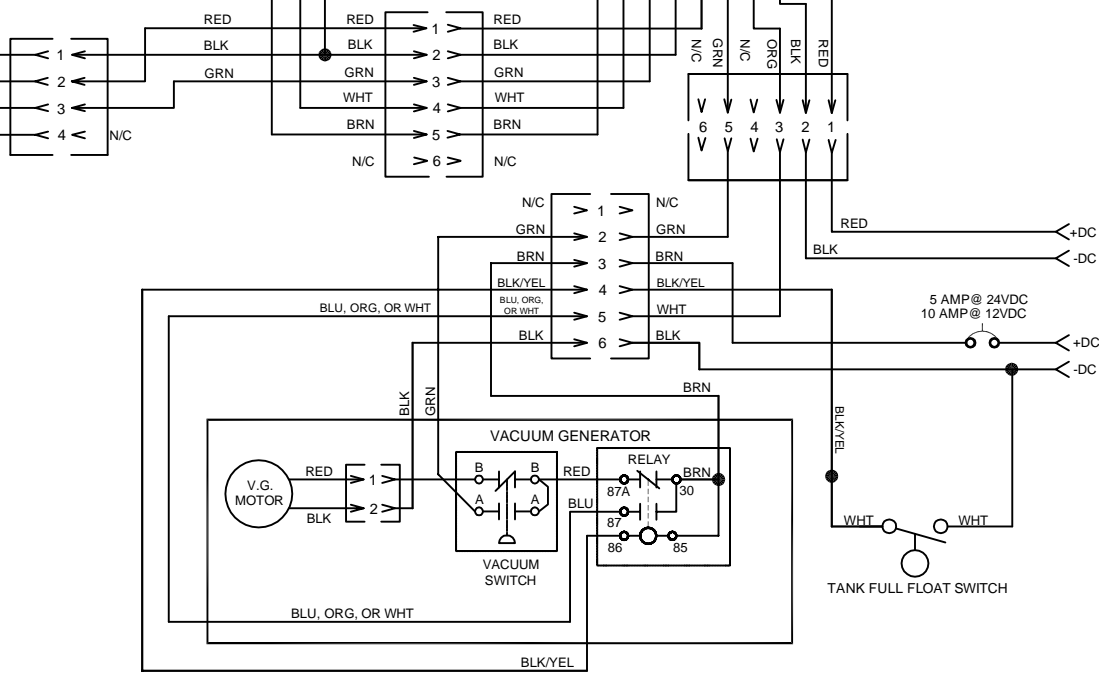 RED RED RED
BLK BLK BLK
GRN GRN GRN
WHT WHT
BRN BRN
N/C N/C N/C
1
2
3
4
1
2
3
4
5
6
N/C GRN N/C ORG BLK RED
6 5 4 3 2 1
RED +DC
BLK -DC
N/C 1 N/C
GRN 2 GRN
BRN 3 BRN
BLK/YEL 4 BLK/YEL
BLU, ORG, OR WHT
BLU, ORG,
OR WHT
5 WHT
BLK 6 BLK
5 AMP@ 24VDC
10 AMP@ 12VDC
+DC
-DC
BRN
BLK
GRN
BLK/YEL
VACUUM GENERATOR
RELAY
V.G.
MOTOR
RED 1
BLK 2
B B
A A
RED
BLU
87A
30
BRN
87
86
85
VACUUM
SWITCH
WHT WHT
TANK FULL FLOAT SWITCH
BLU, ORG, OR WHT
BLK/YEL